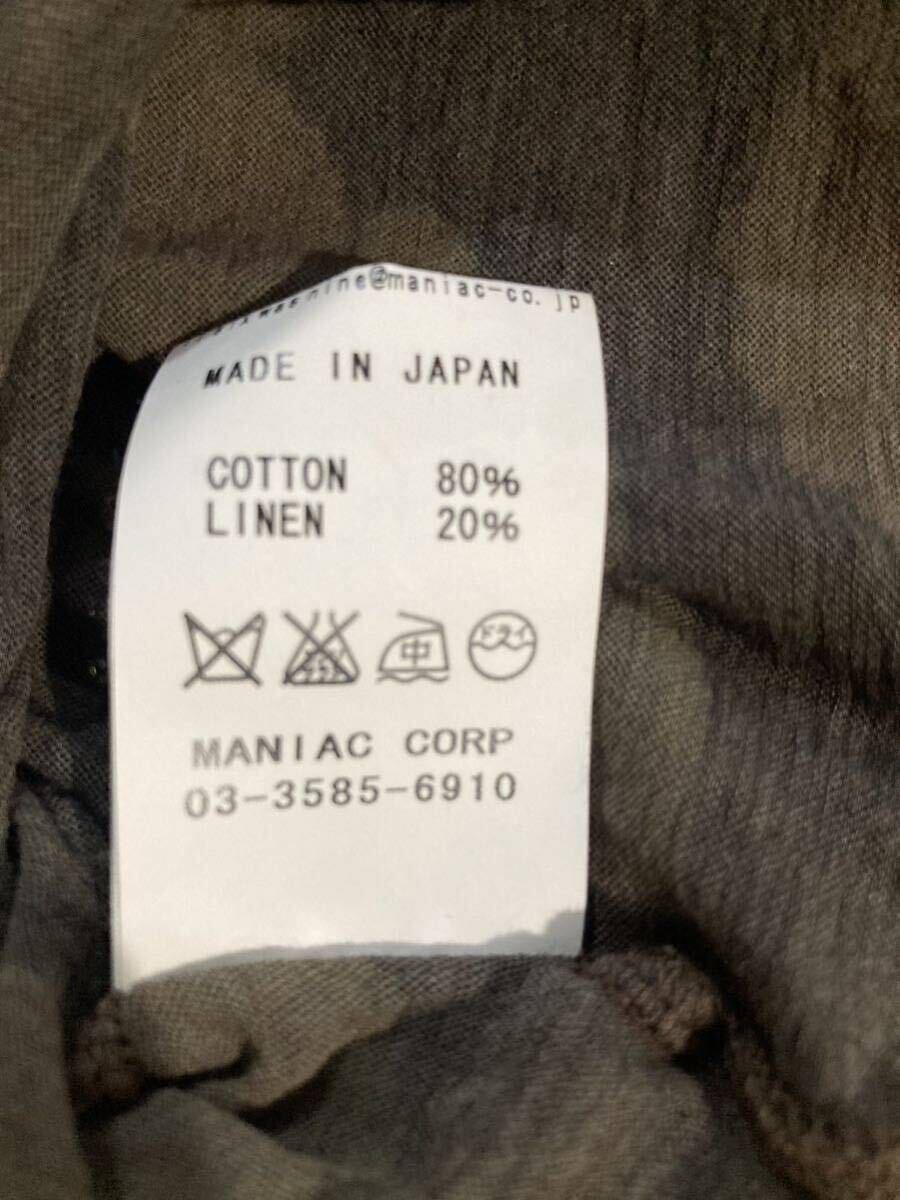 @maniac-co.jp
MADE IN JAPAN
COTTON 80%
LINEN 20%
中 ドライ
MANIAC CORP
03-3585-6910